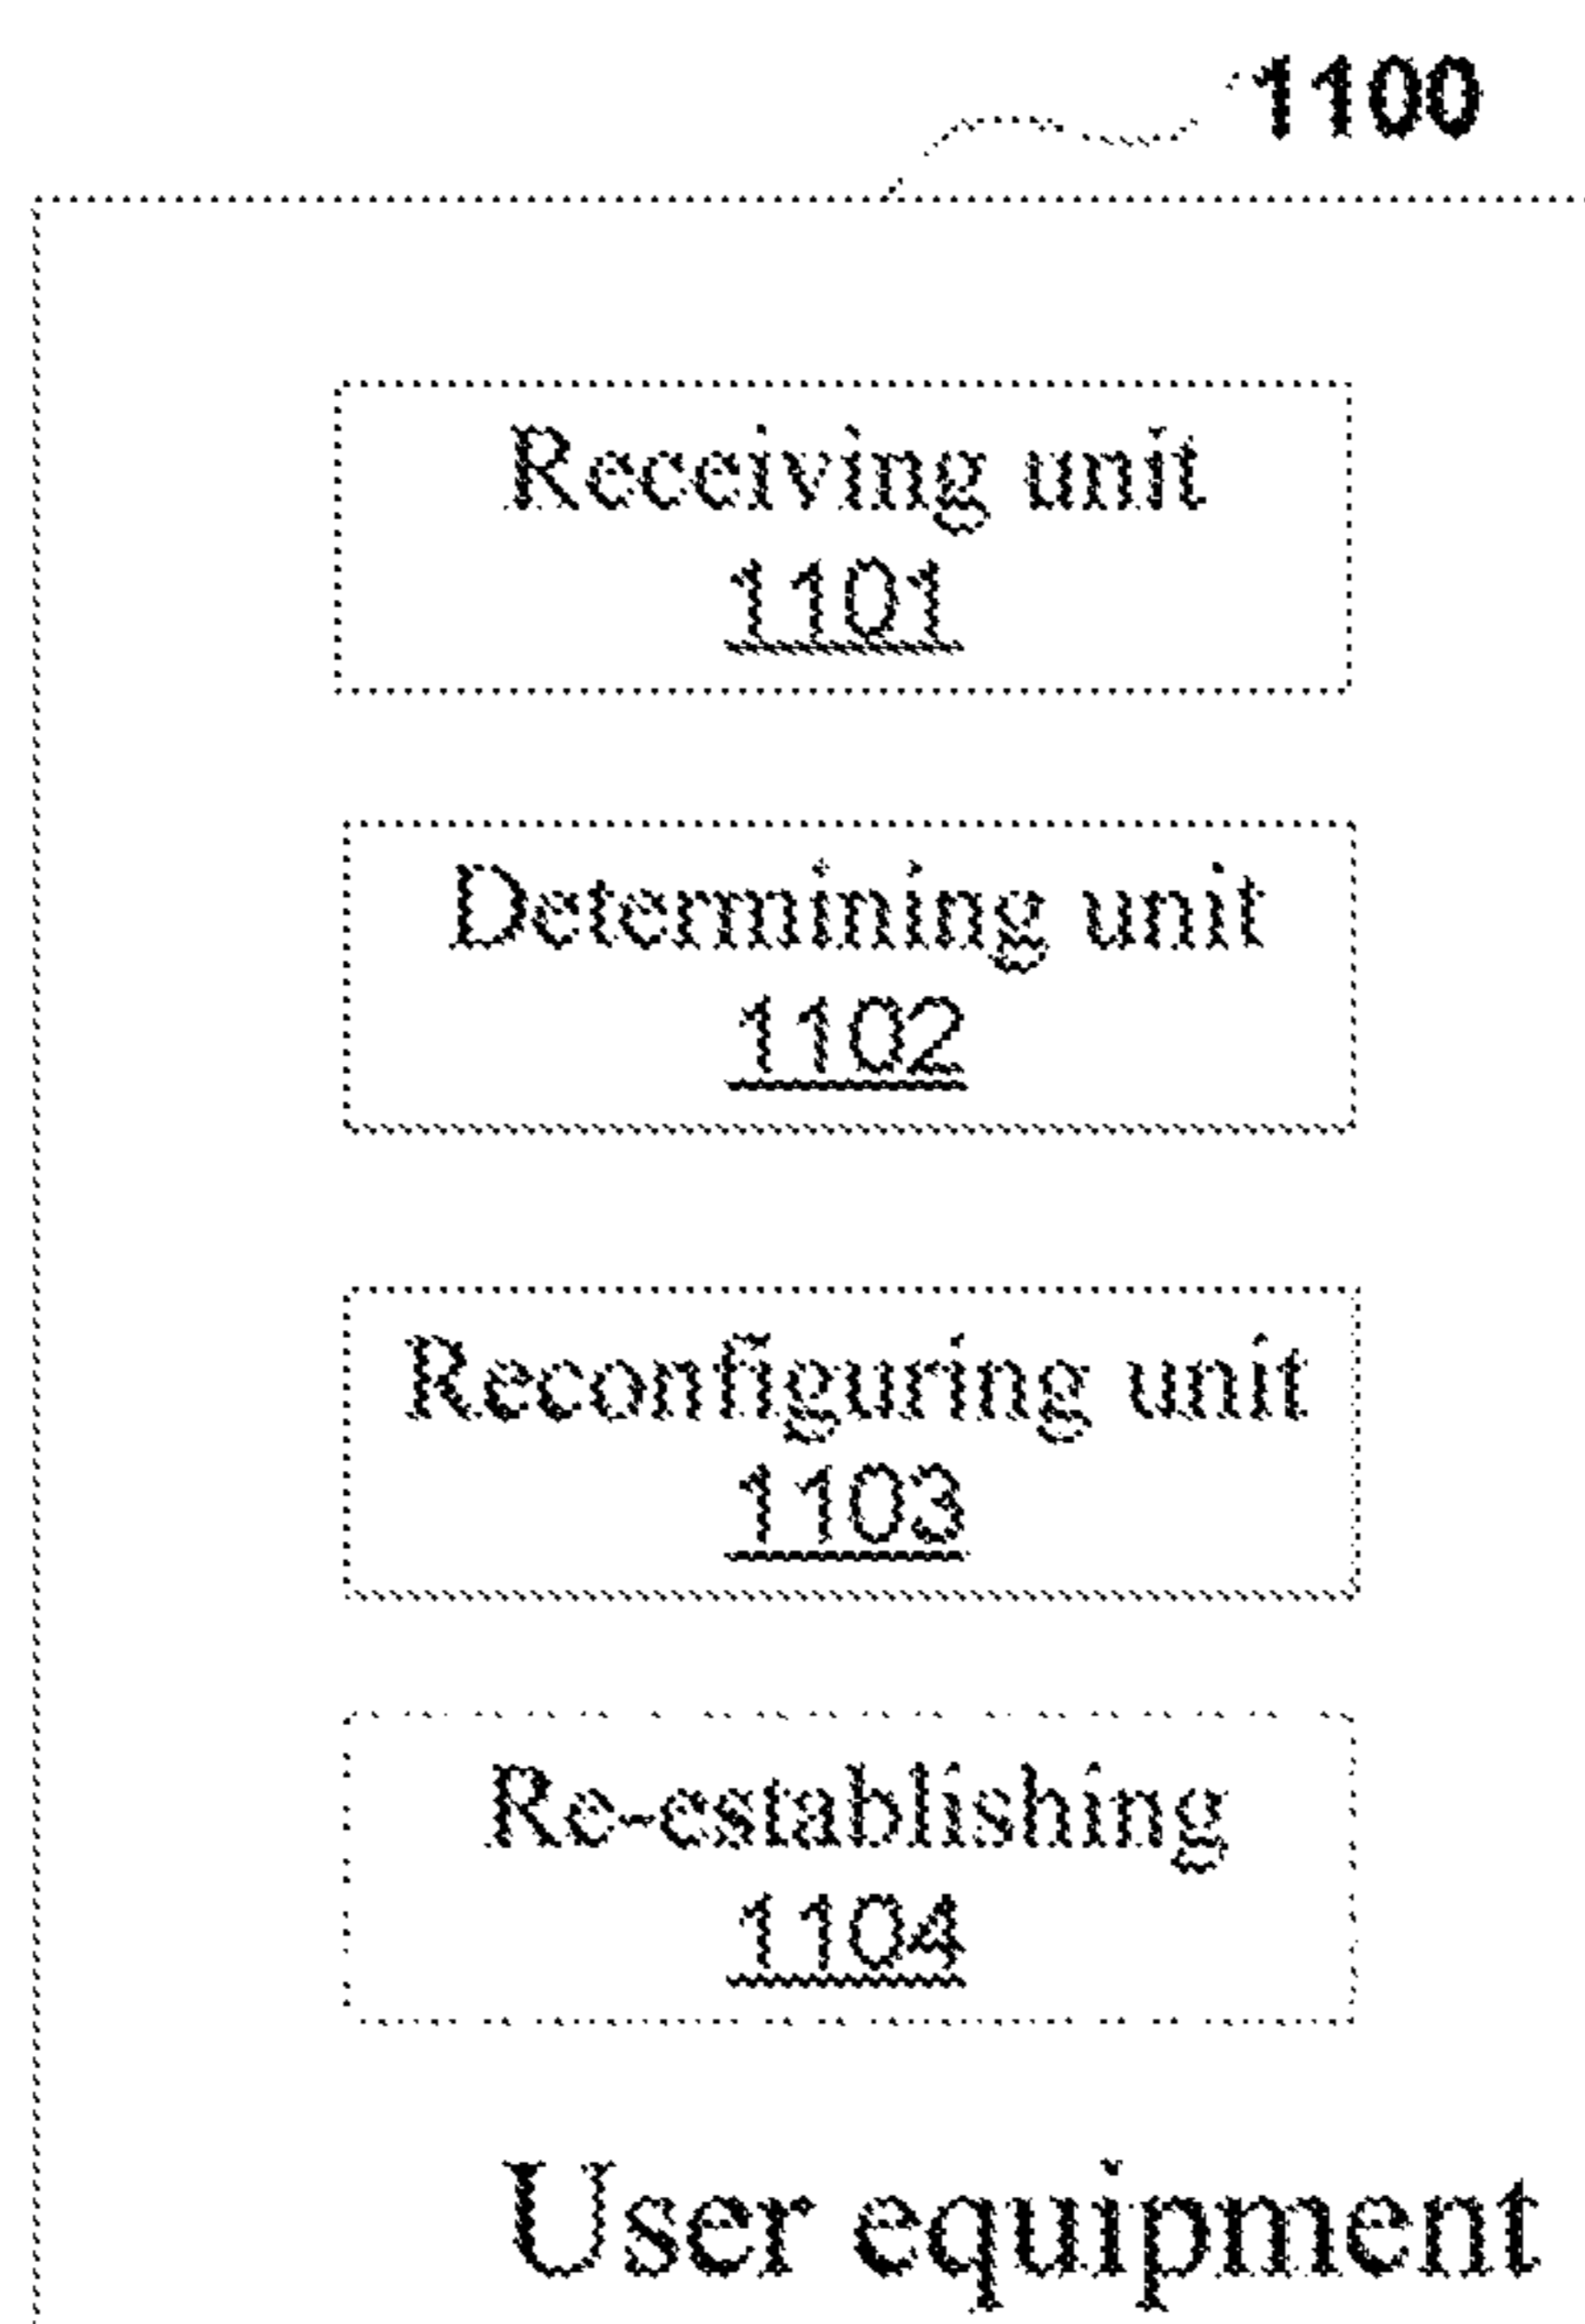 1100
Receiving unit
1101
Determining unit
1102
Reconfiguring unit
1103
Re-establishing
1104
User equipment